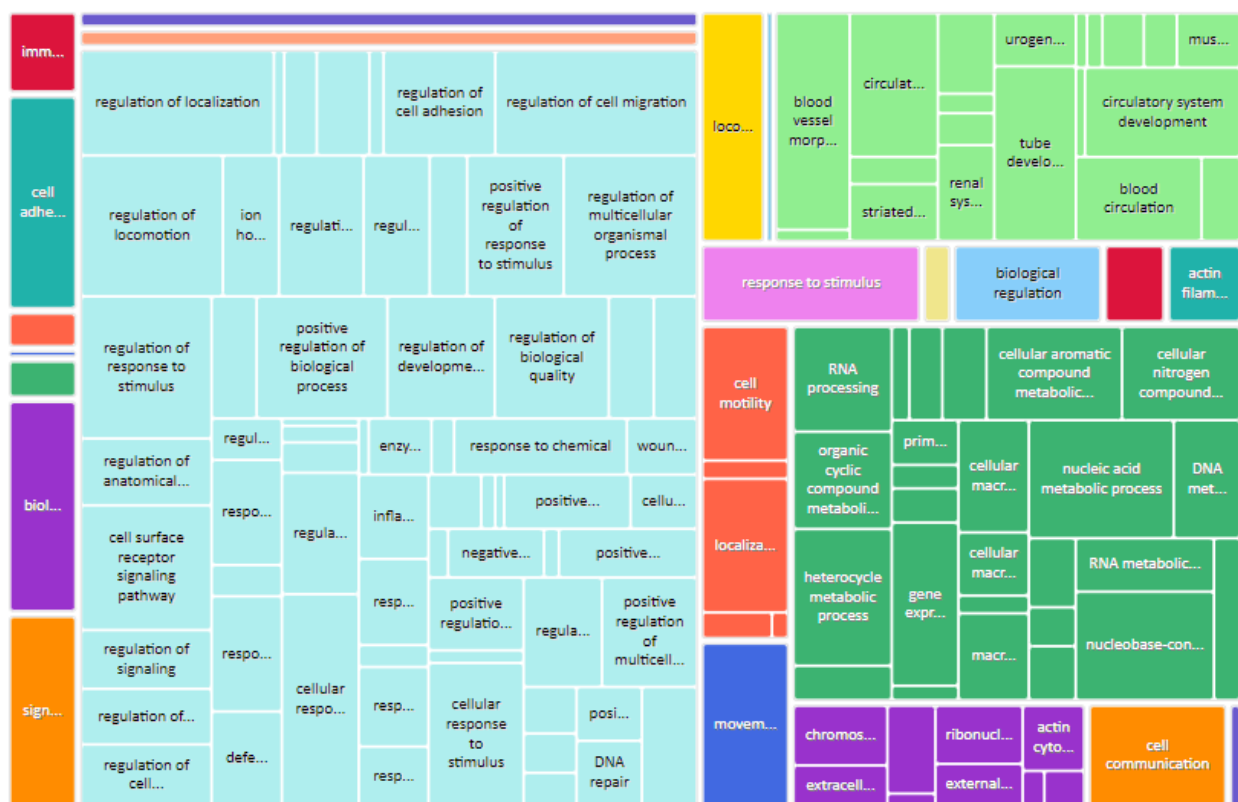 imm...
cell
adhe...
biol...
sign...
regulation of localization
regulation of
cell adhesion
regulation of cell migration
regulation of
locomotion
ion
ho...
regulati...
regul...
positive
regulation of
response
to stimulus
regulation of
multicellular
organismal
process
regulation of
response to
stimulus
positive
regulation of
biological
process
regulation of
developme...
regulation of
biological
quality
regulation of
anatomical...
regul...
enzy...
response to chemical
woun...
cell surface
receptor
signaling
pathway
respo...
regula...
infla...
positive...
cellu...
negative...
positive...
regulation of
signaling
respo...
cellular
respo...
resp...
positive
regulatio...
regula...
positive
regulation
of
multicell...
regulation of...
resp...
cellular
response
to
stimulus
posi...
regulation of
cell...
defe...
resp...
DNA
repair
loco...
blood
vessel
morp...
circulat...
striated...
renal
sys...
urogen...
tube
develo...
mus...
circulatory system
development
blood
circulation
response to stimulus
biological
regulation
actin
filam...
cell
motility
localiza...
movem...
RNA
processing
cellular aromatic
compound
metabolic...
cellular
nitrogen
compound...
organic
cyclic
compound
metaboli...
prim...
cellular
macr...
nucleic acid
metabolic process
DNA
met...
heterocycle
metabolic
process
gene
expr...
cellular
macr...
macr...
RNA metabolic...
nucleobase-con...
chromos...
extracell...
ribonucl...
external...
actin
cyto...
cell
communication